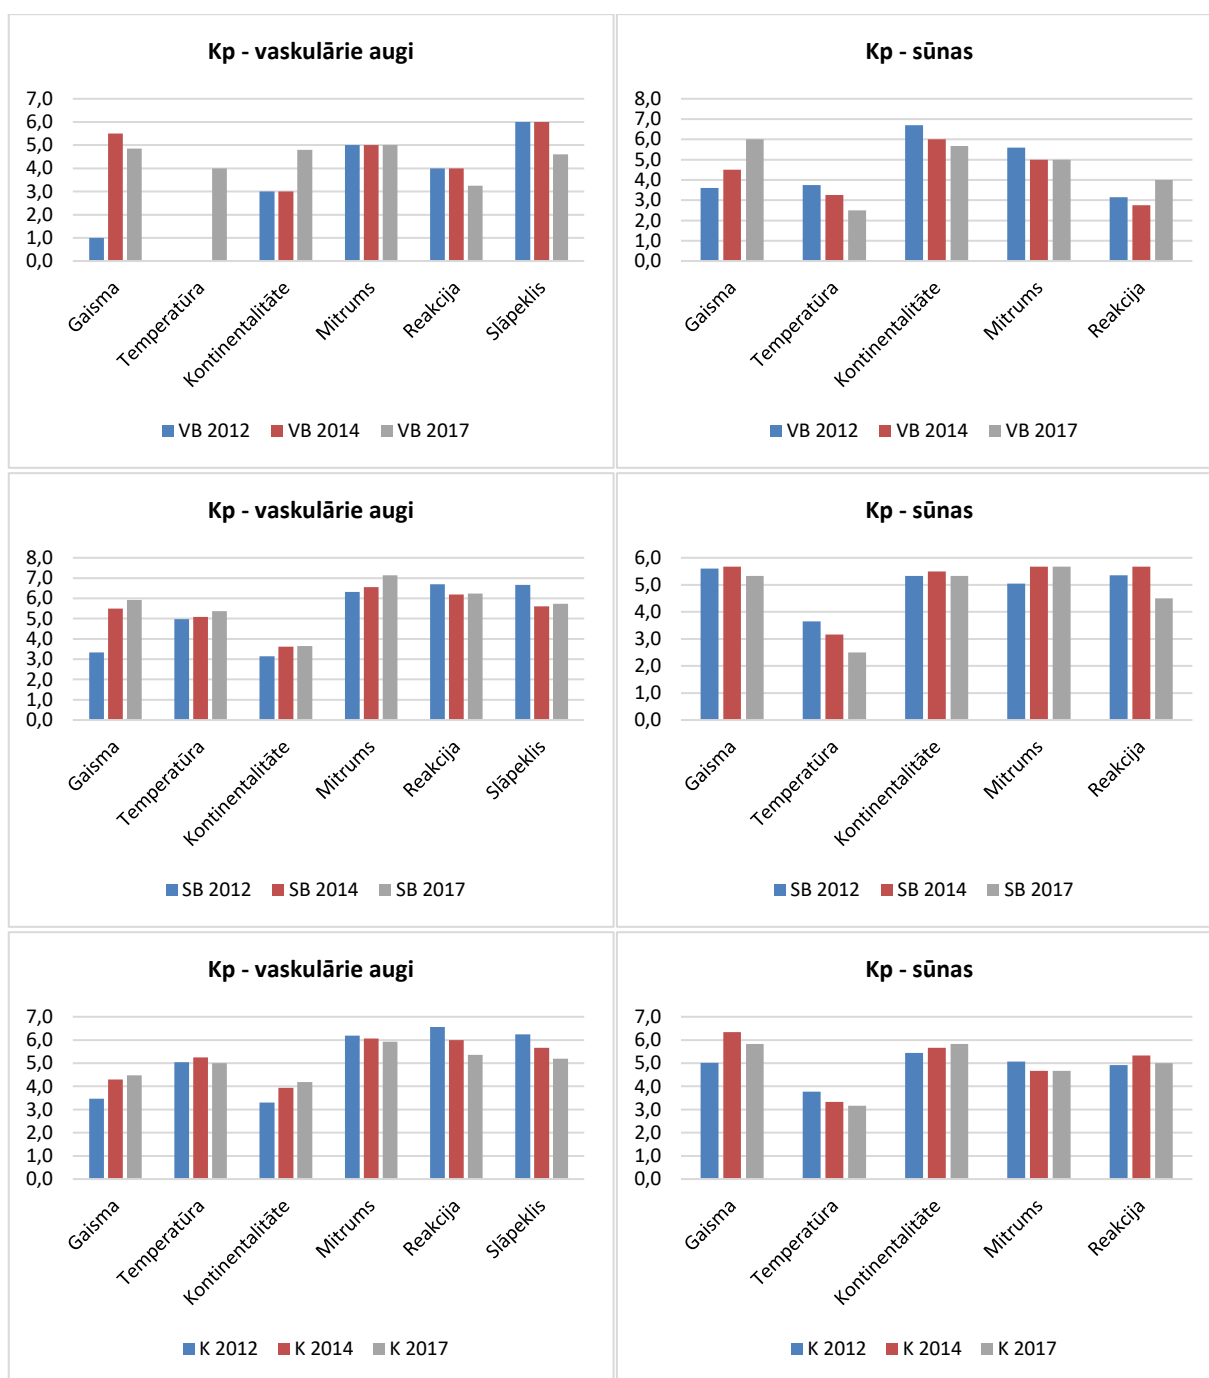 Kp - vaskulārie augi
7,0
6,0
5,0
4,0
3,0
2,0
1,0
0,0
Gaisma
Temperatūra
Kontinentalitāte
Mitrums
Reakcija
Slāpeklis
VB 2012 VB 2014 VB 2017
Kp - sūnas
8,0
7,0
6,0
5,0
4,0
3,0
2,0
1,0
0,0
Gaisma
Temperatūra
Kontinentalitāte
Mitrums
Reakcija
VB 2012 VB 2014 VB 2017
Kp - vaskulārie augi
8,0
7,0
6,0
5,0
4,0
3,0
2,0
1,0
0,0
Gaisma
Temperatūra
Kontinentalitāte
Mitrums
Reakcija
Slāpeklis
SB 2012 SB 2014 SB 2017
Kp - sūnas
6,0
5,0
4,0
3,0
2,0
1,0
0,0
Gaisma
Temperatūra
Kontinentalitāte
Mitrums
Reakcija
SB 2012 SB 2014 SB 2017
Kp - vaskulārie augi
7,0
6,0
5,0
4,0
3,0
2,0
1,0
0,0
Gaisma
Temperatūra
Kontinentalitāte
Mitrums
Reakcija
Slāpeklis
K 2012 K 2014 K 2017
Kp - sūnas
7,0
6,0
5,0
4,0
3,0
2,0
1,0
0,0
Gaisma
Temperatūra
Kontinentalitāte
Mitrums
Reakcija
K 2012 K 2014 K 2017